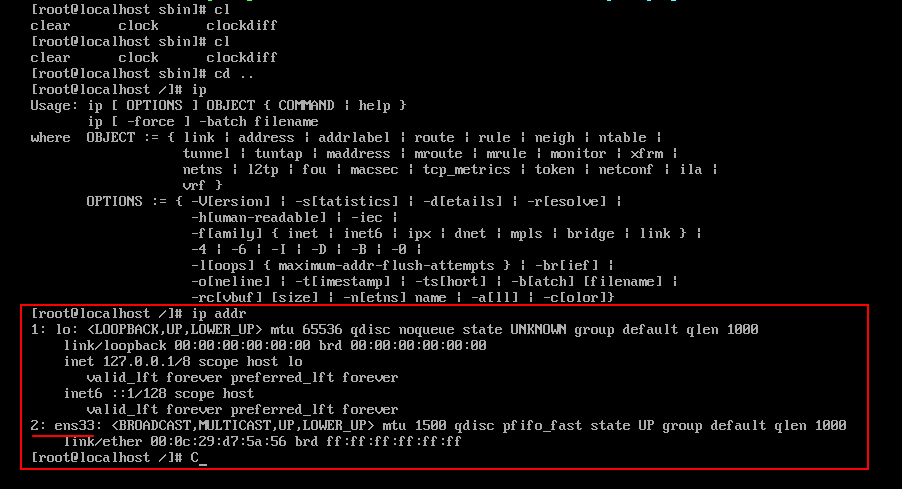 [root@localhost sbin]# cl
clear      clock      clockdiff
[root@localhost sbin]# cl
clear      clock      clockdiff
[root@localhost sbin]# cd ..
[root@localhost /]# ip
Usage: ip [ OPTIONS ] OBJECT { COMMAND | help }
       ip [ -force ] -batch filename
where  OBJECT := { link | address | addrlabel | route | rule | neigh | ntable |
                   tunnel | tuntap | maddress | mroute | mrule | monitor | xfrm |
                   netns | l2tp | fou | macsec | tcp_metrics | token | netconf | ila |
                   vrf }
       OPTIONS := { -V[ersion] | -s[tatistics] | -d[etails] | -r[esolve] |
                    -h[uman-readable] | -iec |
                    -f[amily] { inet | inet6 | ipx | dnet | mpls | bridge | link } |
                    -4 | -6 | -I | -D | -B | -0 |
                    -l[oops] { maximum-addr-flush-attempts } | -br[ief] |
                    -o[neline] | -t[imestamp] | -ts[hort] | -b[atch] [filename] |
                    -rc[vbuf] [size] | -n[etns] name | -a[ll] | -c[olor]}
[root@localhost /]# ip addr
1: lo: <LOOPBACK,UP,LOWER_UP> mtu 65536 qdisc noqueue state UNKNOWN group default qlen 1000
    link/loopback 00:00:00:00:00:00 brd 00:00:00:00:00:00
    inet 127.0.0.1/8 scope host lo
       valid_lft forever preferred_lft forever
    inet6 ::1/128 scope host
       valid_lft forever preferred_lft forever
2: ens33: <BROADCAST,MULTICAST,UP,LOWER_UP> mtu 1500 qdisc pfifo_fast state UP group default qlen 1000
    link/ether 00:0c:29:d7:5a:56 brd ff:ff:ff:ff:ff:ff
[root@localhost /]# C_